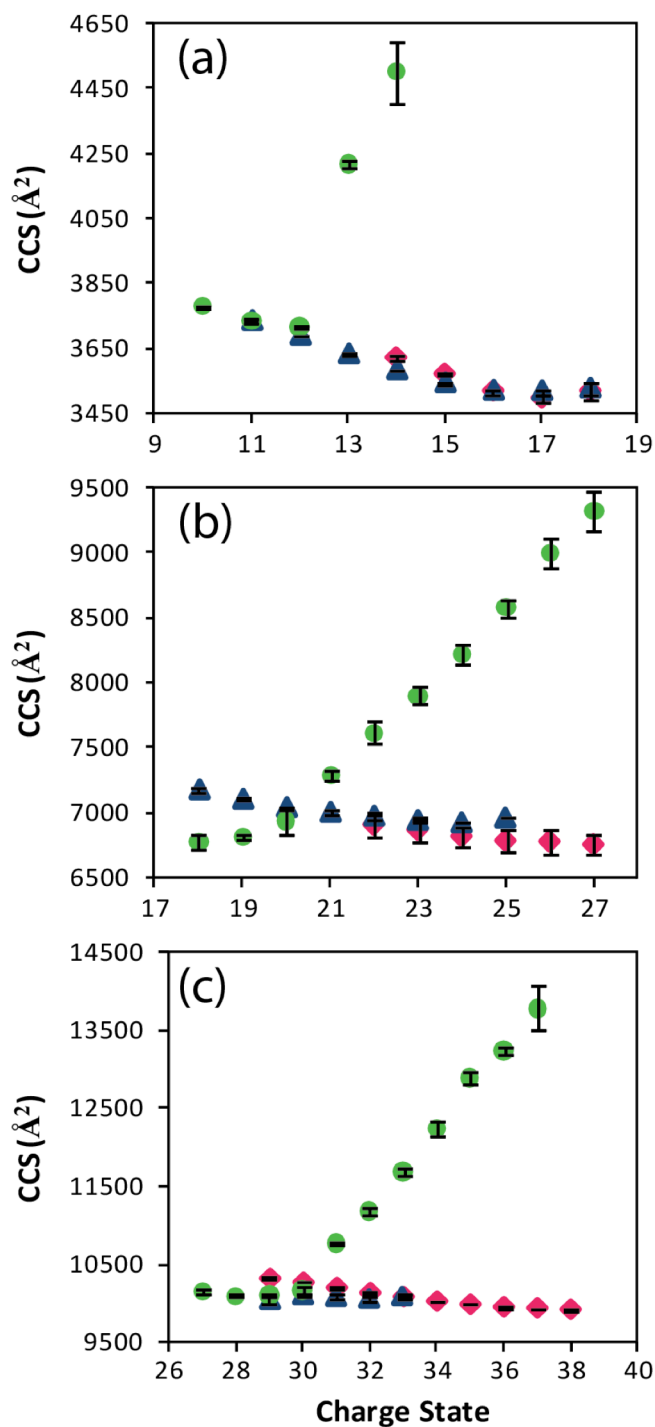 (a)
4650
4450
4250
4050
3850
3650
3450
CCS (Å²)
9 11 13 15 17 19
(b)
9500
9000
8500
8000
7500
7000
6500
CCS (Å²)
17 19 21 23 25 27
(c)
14500
13500
12500
11500
10500
9500
CCS (Å²)
26 28 30 32 34 36 38 40
Charge State